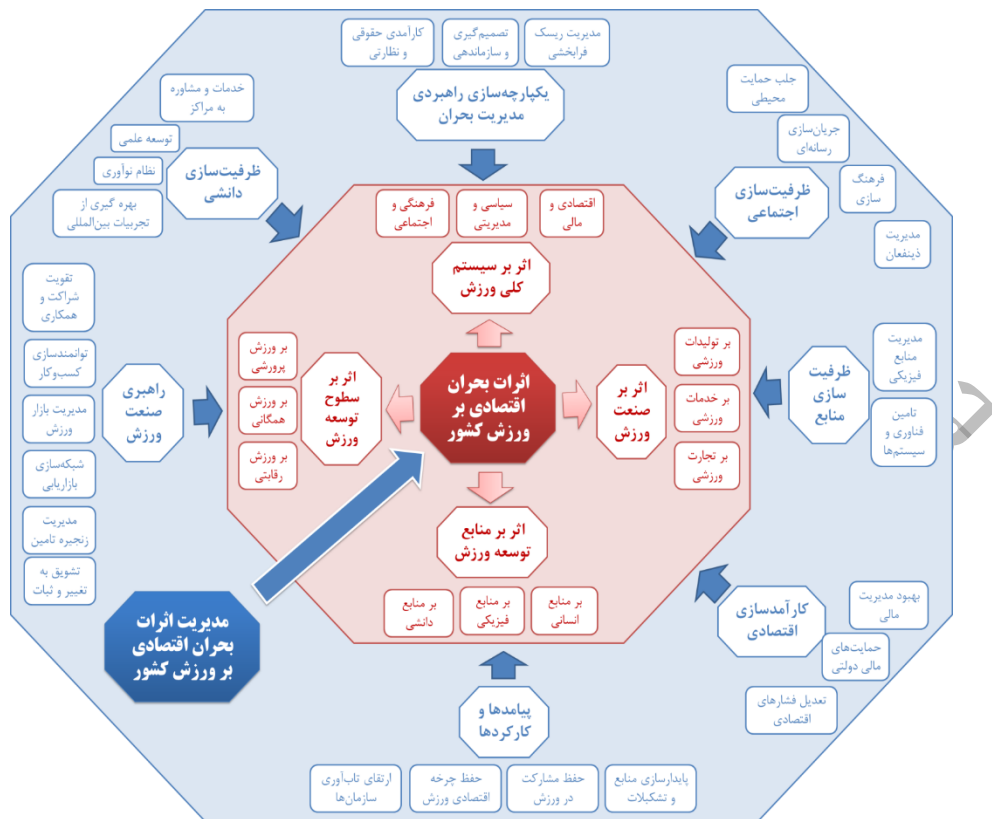 مدیریت ریسک
فرابخشی
تصمیم‌گیری
و سازماندهی
کارآمدی حقوقی
و نظارتی
یکپارچه‌سازی راهبردی
مدیریت بحران
جلب حمایت
محیطی
جریان‌سازی
رسانه‌ای
فرهنگ
سازی
مدیریت
ذینفعان
ظرفیت‌سازی
اجتماعی
خدمات و مشاوره
به مراکز
توسعه علمی
نظام نوآوری
بهره گیری از
تجربیات بین‌المللی
ظرفیت‌سازی
دانشی
اقتصادی و
مالی
سیاسی و
مدیریتی
فرهنگی و
اجتماعی
اثر بر سیستم
کلی ورزش
مدیریت
منابع
فیزیکی
تامین
فناوری و
سیستم‌ها
ظرفیت
سازی
منابع
بر تولیدات
ورزشی
بر خدمات
ورزشی
بر تجارت
ورزشی
اثر بر
صنعت
ورزش
اثرات بحران
اقتصادی بر
ورزش کشور
اثر بر
سطوح
توسعه
ورزش
بر ورزش
پرورشی
بر ورزش
همگانی
بر ورزش
رقابتی
راهبری
صنعت
ورزش
تقویت
شراکت و
همکاری
توانمندسازی
کسب‌وکار
مدیریت بازار
ورزش
شبکه‌سازی
بازاریابی
مدیریت
زنجیره تامین
تشویق به
تغییر و ثبات
اثر بر منابع
توسعه ورزش
بر منابع
انسانی
بر منابع
فیزیکی
بر منابع
دانشی
کارآمدسازی
اقتصادی
بهبود مدیریت
مالی
حمایت‌های
مالی دولتی
تعدیل فشارهای
اقتصادی
مدیریت اثرات
بحران اقتصادی
بر ورزش کشور
پیامدها و
کارکردها
پایدارسازی منابع
و تشکیلات
حفظ مشارکت
در ورزش
حفظ چرخه
اقتصادی ورزش
ارتقای تاب‌آوری
سازمان‌ها